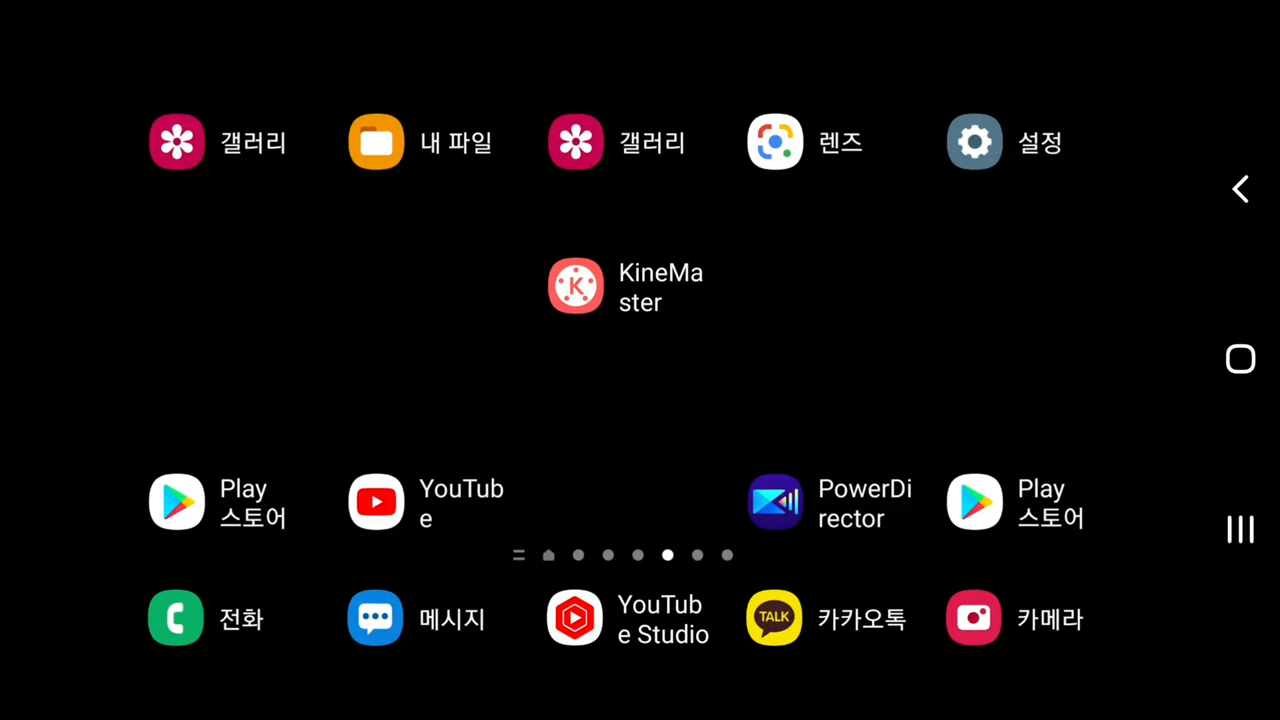 갤러리
내 파일
갤러리
렌즈
설정
KineMa
ster
Play
스토어
YouTub
e
PowerDi
rector
Play
스토어
전화
메시지
YouTub
e Studio
TALK
카카오톡
카메라